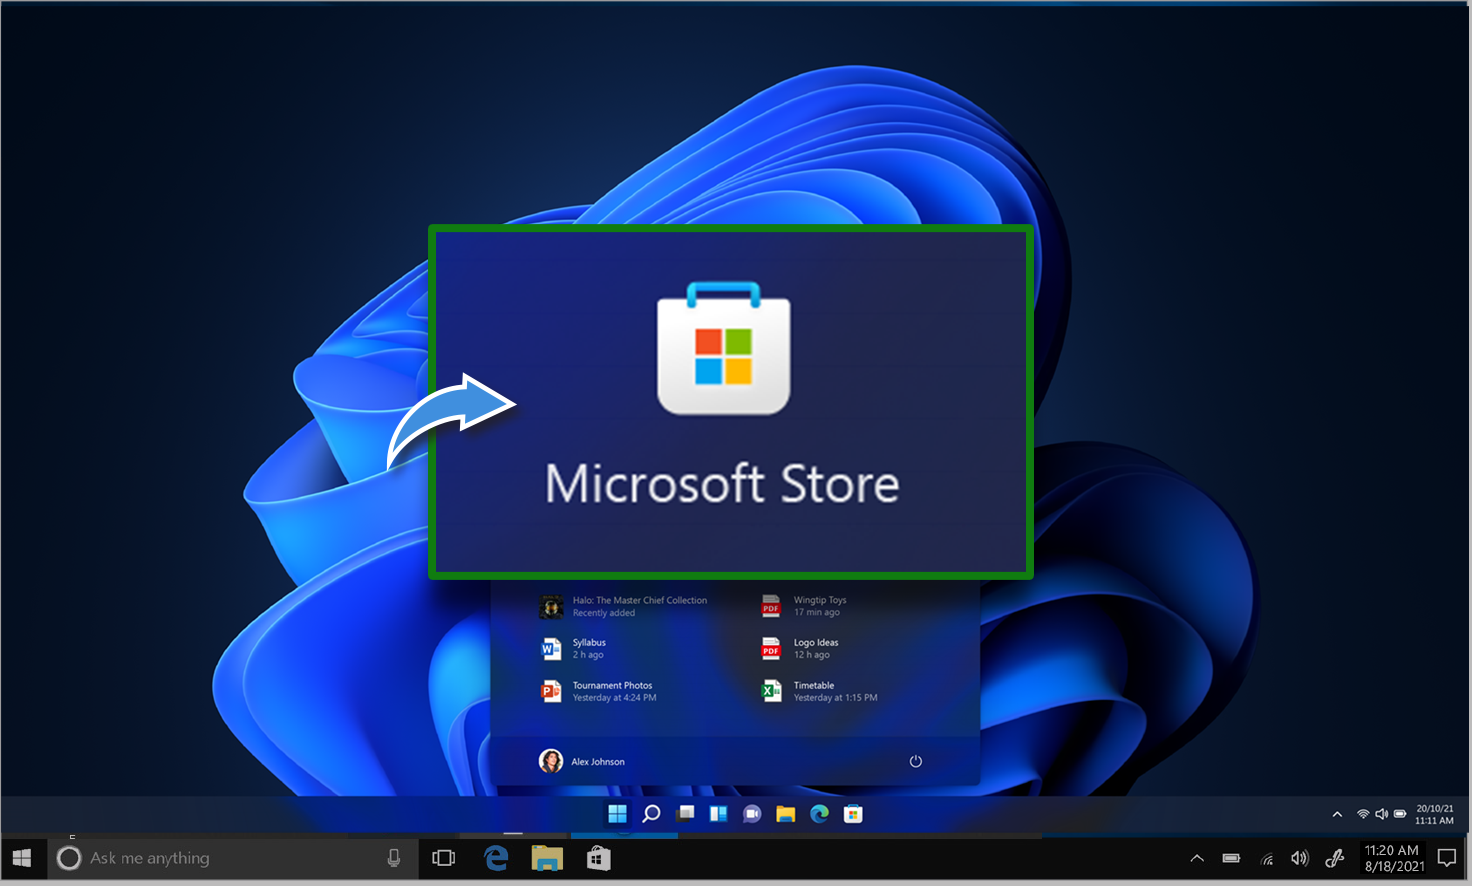 Microsoft Store
Halo: The Master Chief Collection
Recently added
Wingtip Toys
17 min ago
Syllabus
2 h ago
Logo Ideas
12 h ago
Tournament Photos
Yesterday at 4:24 PM
Timetable
Yesterday at 1:15 PM
PDF
W
PDF
P
X
Alex Johnson
20/10/21
11:11 AM
Ask me anything
11:20 AM
8/18/2021